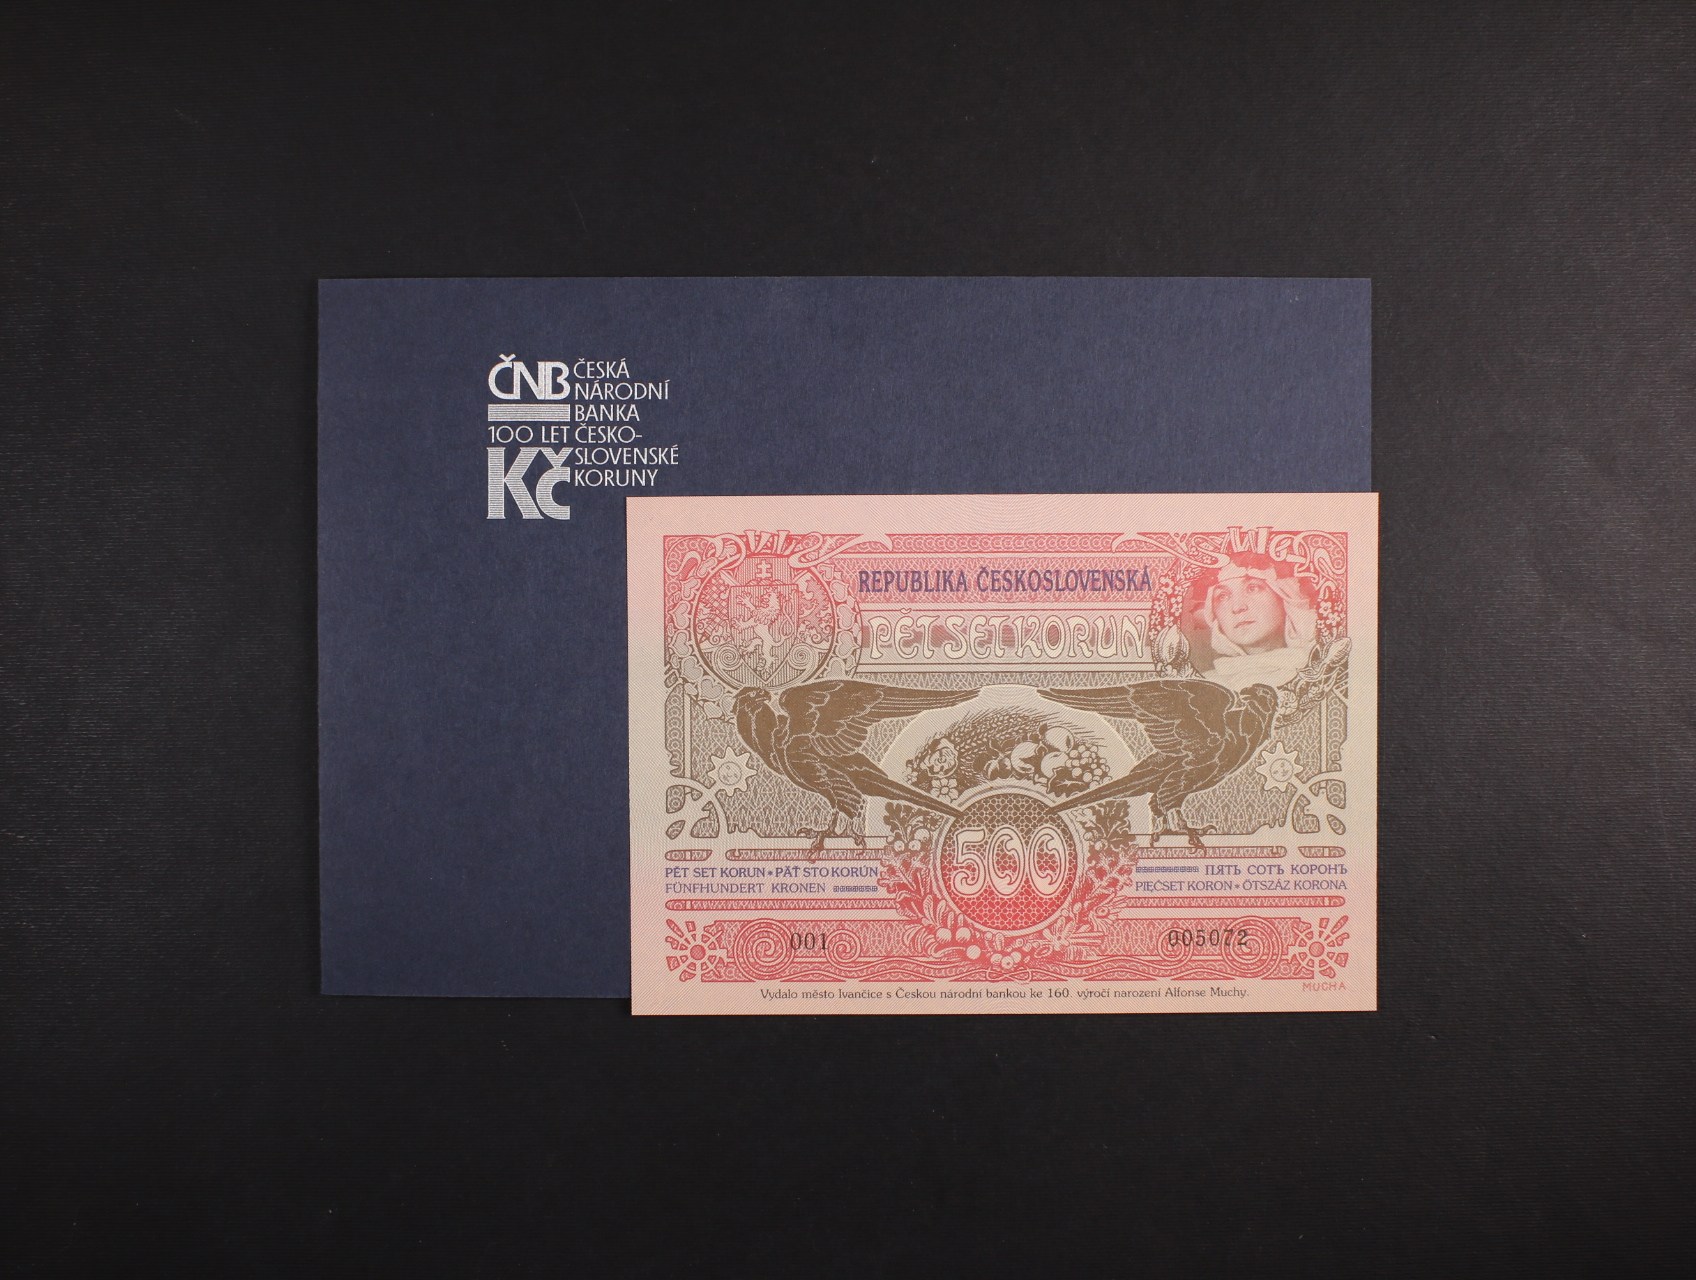 ČNB ČESKÁ
NÁRODNÍ
BANKA
100 LET ČESKO-
SLOVENSKÉ
Kč KORUNY
REPUBLIKA ČESKOSLOVENSKÁ
PĚT SET KORUN
500
PĚT SET KORUN • PÄŤ STO KORÚN
FÜNFHUNDERT KRONEN
ПЯТЬ СОТЪ КОРОНЪ
PIEĆSET KORON • ÖTSZÁZ KORONA
001
005072
MUCHA
Vydalo město Ivančice s Českou národní bankou ke 160. výročí narození Alfonse Muchy.